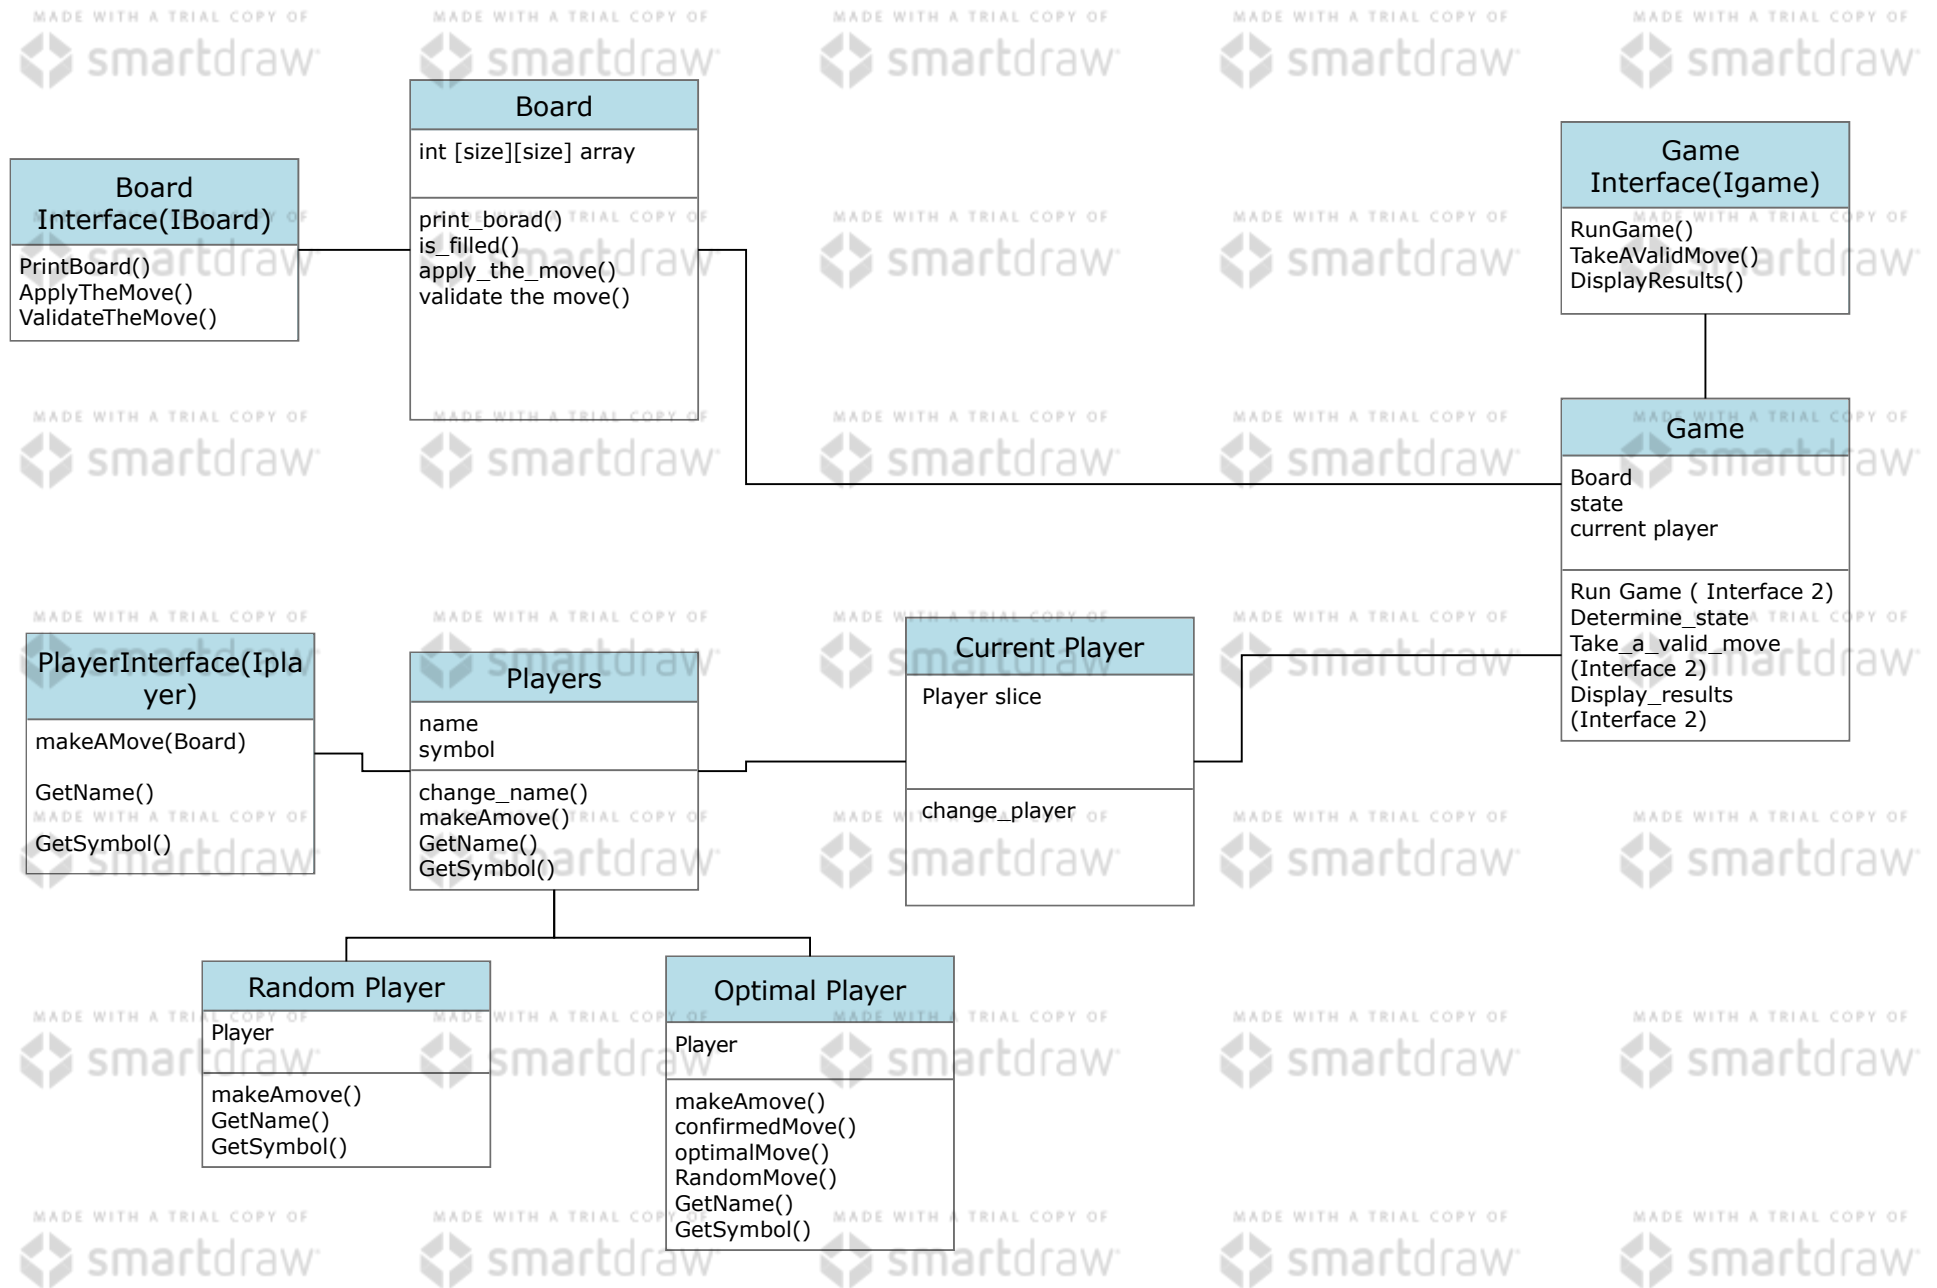 Board
int [size][size] array
print_borad()
is_filled()
apply_the_move()
validate the move()
Board
Interface(IBoard)
PrintBoard()
ApplyTheMove()
ValidateTheMove()
Game
Interface(Igame)
RunGame()
TakeAValidMove()
DisplayResults()
Game
Board
state
current player
Run Game ( Interface 2)
Determine_state
Take_a_valid_move
(Interface 2)
Display_results
(Interface 2)
PlayerInterface(Ipla
yer)
makeAMove(Board)
GetName()
GetSymbol()
Players
name
symbol
change_name()
makeAmove()
GetName()
GetSymbol()
Current Player
Player slice
change_player
Random Player
Player
makeAmove()
GetName()
GetSymbol()
Optimal Player
Player
makeAmove()
confirmedMove()
optimalMove()
RandomMove()
GetName()
GetSymbol()
MADE WITH A TRIAL COPY OF
smartdraw